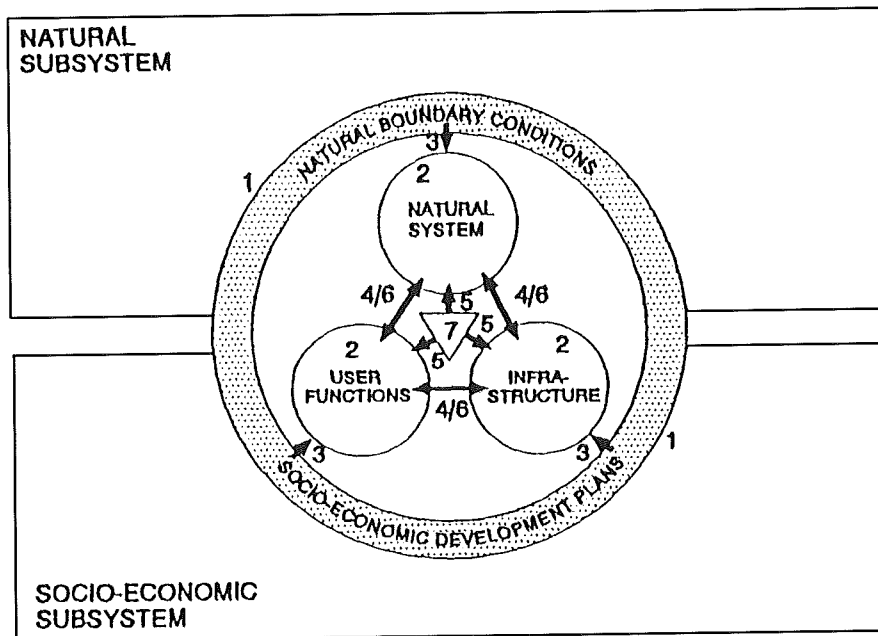 NATURAL
SUBSYSTEM
NATURAL BOUNDARY CONDITIONS
1
3
2
NATURAL
SYSTEM
4/6
4/6
5
7
5
5
2
USER
FUNCTIONS
2
INFRA-
STRUCTURE
4/6
3
3
1
SOCIO-ECONOMIC DEVELOPMENT PLANS
SOCIO-ECONOMIC
SUBSYSTEM